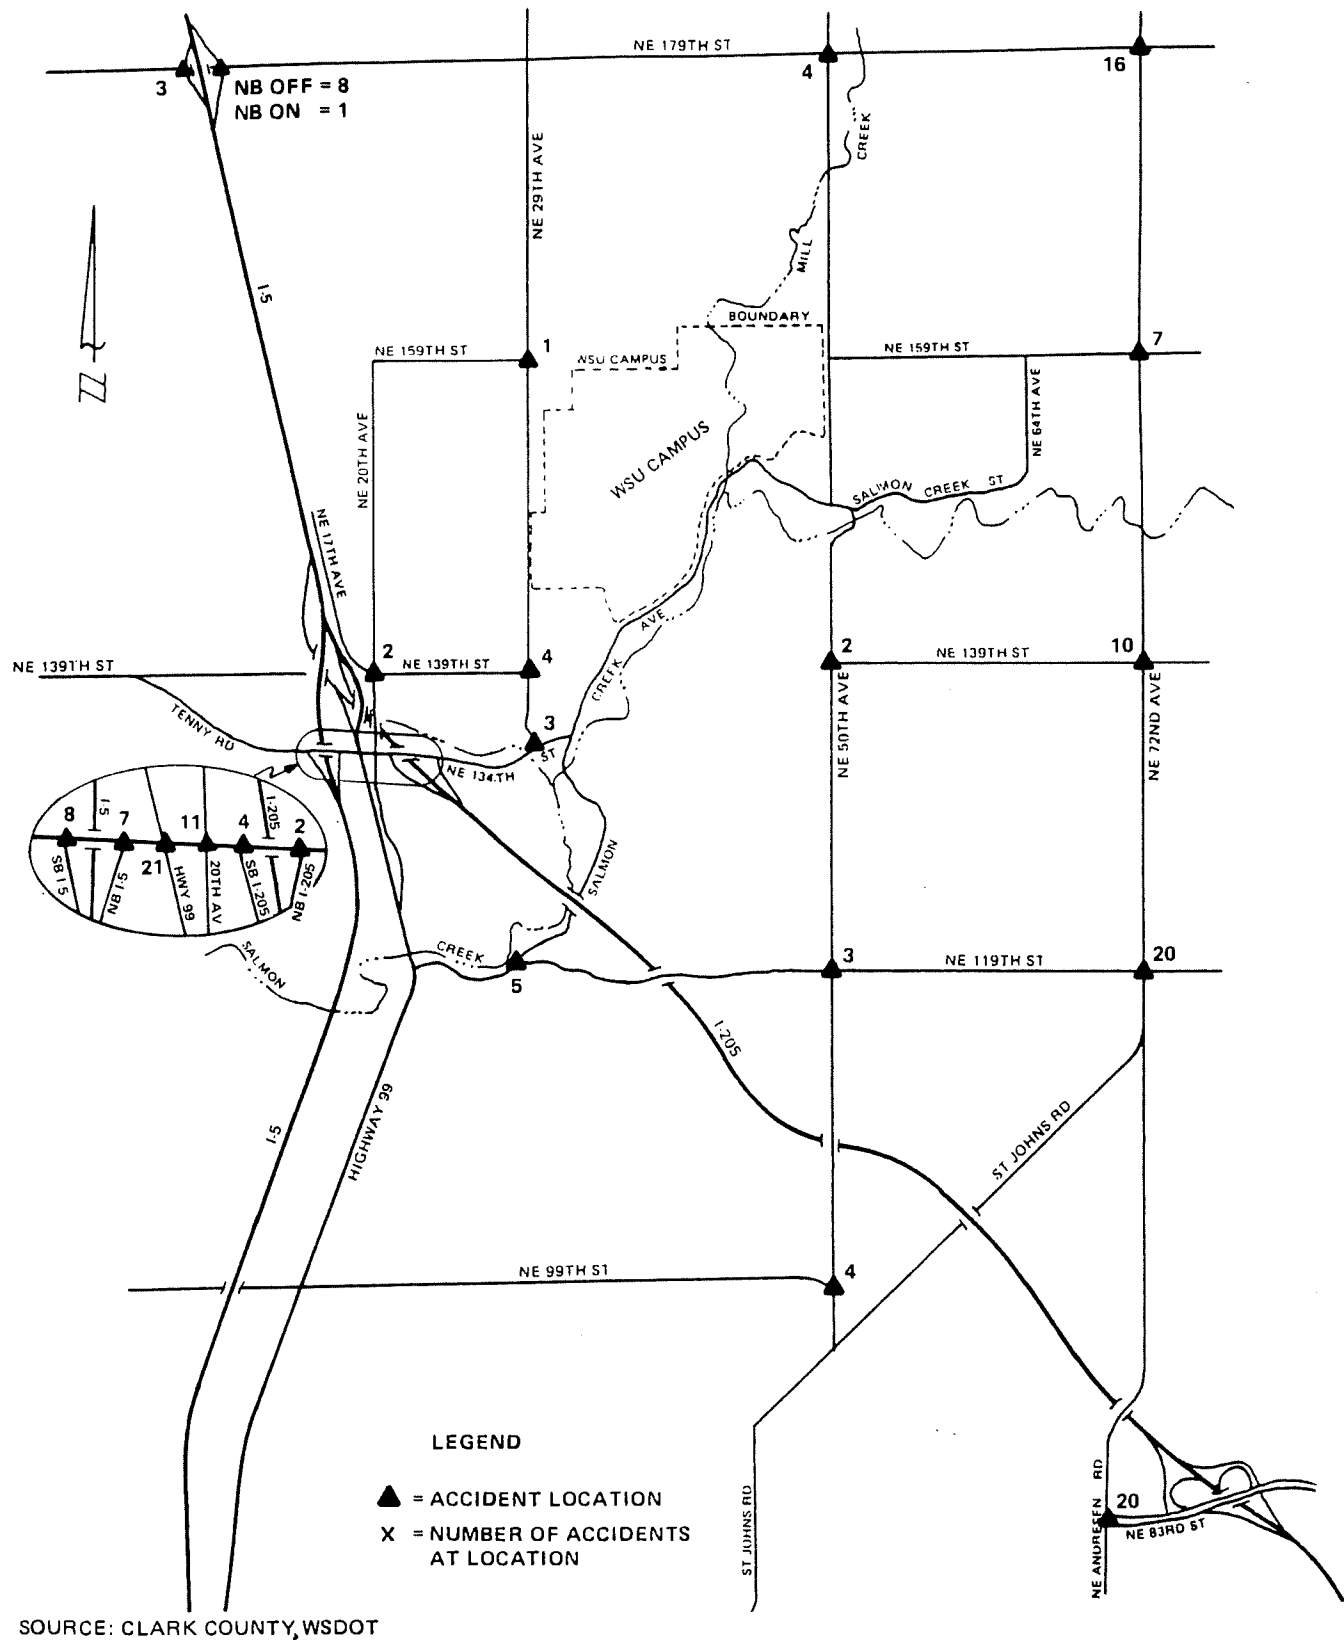 NE 179TH ST
3
NB OFF = 8
NB ON = 1
4
16
NE 29TH AVE
CREEK
MILL
I-5
BOUNDARY
NE 159TH ST
1
WSU CAMPUS
NE 159TH ST
7
NE 20TH AVE
WSU CAMPUS
NE 64TH AVE
SALMON CREEK ST
NE 17TH AVE
AVE
CREEK
NE 139TH ST
2
NE 139TH ST
4
2
NE 139TH ST
10
TENNY RD
3
NE 134TH ST
NE 50TH AVE
NE 72ND AVE
8
I-5
7
21
11
4
I-205
2
SB I 5
NB I-5
HWY 99
20TH AV
SB I-205
NB I-205
SALMON
SALMON
CREEK
5
3
NE 119TH ST
20
I-205
I-5
HIGHWAY 99
ST JOHNS RD
NE 99TH ST
4
LEGEND
= ACCIDENT LOCATION
X = NUMBER OF ACCIDENTS
AT LOCATION
ST JOHNS RD
NE ANDRESEN RD
20
NE 83RD ST
SOURCE: CLARK COUNTY, WSDOT